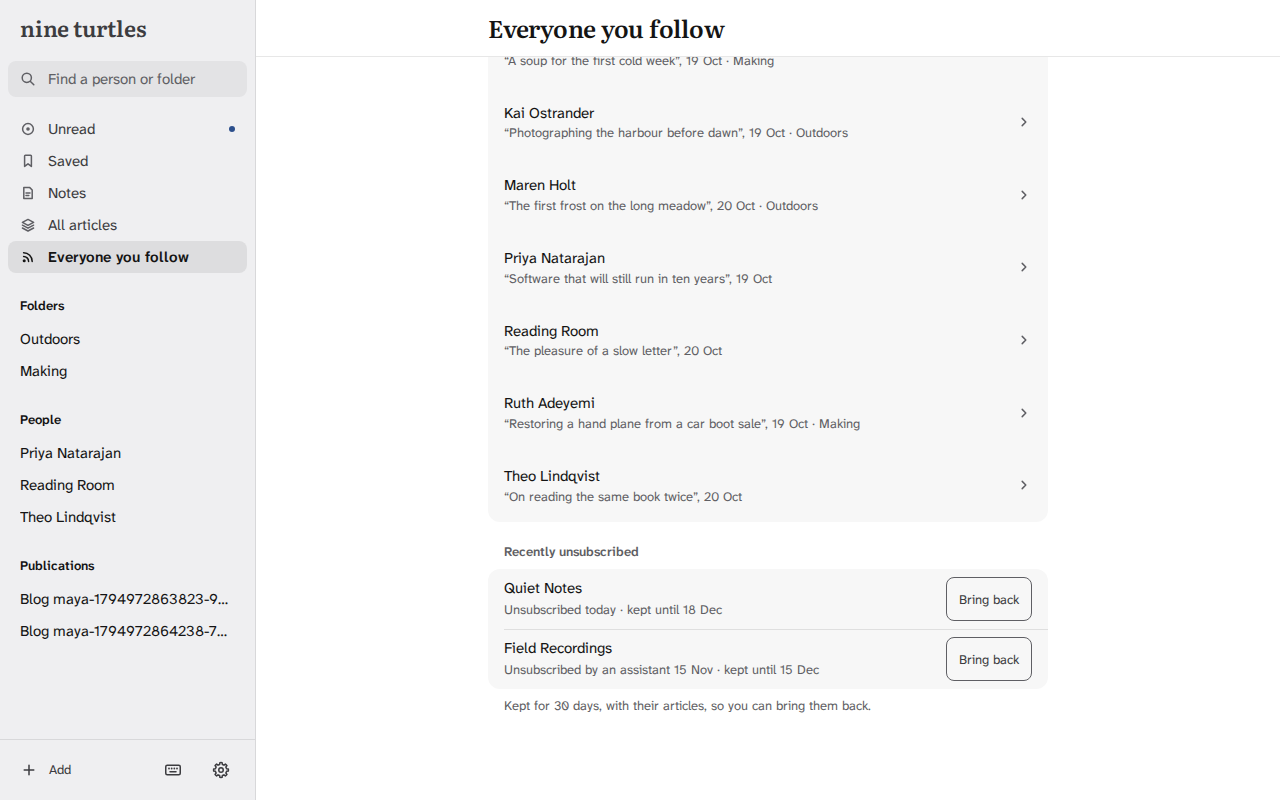 nine turtles
Find a person or folder
Unread
Saved
Notes
All articles
Everyone you follow
Folders
Outdoors
Making
People
Priya Natarajan
Reading Room
Theo Lindqvist
Publications
Blog maya-1794972863823-9…
Blog maya-1794972864238-7…
Add
Everyone you follow
“A soup for the first cold week”, 19 Oct · Making
Kai Ostrander
“Photographing the harbour before dawn”, 19 Oct · Outdoors
Maren Holt
“The first frost on the long meadow”, 20 Oct · Outdoors
Priya Natarajan
“Software that will still run in ten years”, 19 Oct
Reading Room
“The pleasure of a slow letter”, 20 Oct
Ruth Adeyemi
“Restoring a hand plane from a car boot sale”, 19 Oct · Making
Theo Lindqvist
“On reading the same book twice”, 20 Oct
Recently unsubscribed
Quiet Notes
Unsubscribed today · kept until 18 Dec
Bring back
Field Recordings
Unsubscribed by an assistant 15 Nov · kept until 15 Dec
Bring back
Kept for 30 days, with their articles, so you can bring them back.